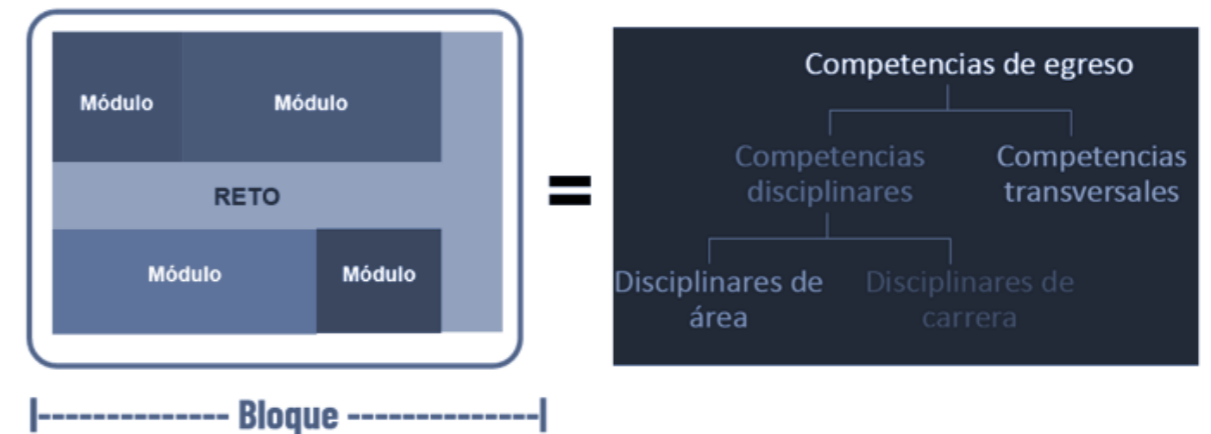 Módulo
Módulo
RETO
Módulo
Módulo
|-------------- Bloque --------------|
=
Competencias de egreso
Competencias
disciplinares
Competencias
transversales
Disciplinares de
área
Disciplinares de
carrera